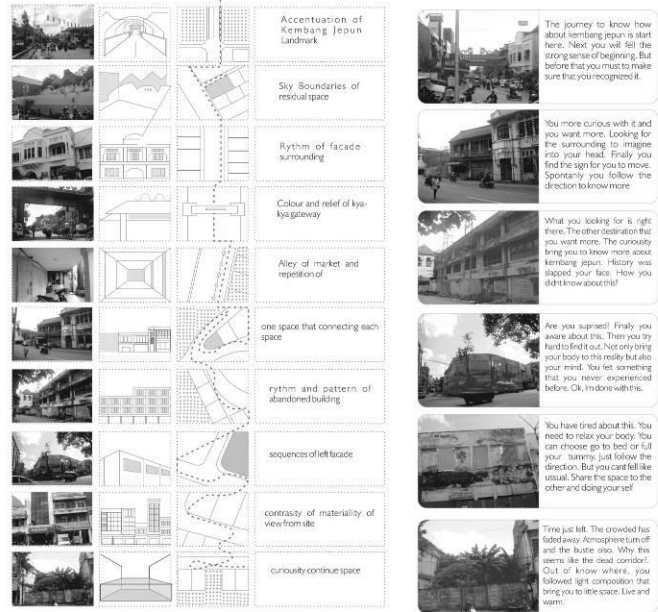 Accentuation of
Kembang Jepun
Landmark
Sky Boundaries of
residual space
Rythm of facade
surrounding
Colour and relief of kya-
kya gateway
Alley of market and
repetition of
one space that connecting each
space
rythm and pattern of
abandoned building
sequences of left facade
contrasity of materiality of
view from site
curiousity continue space
The journey to know how
about kembang jepun is start
here. Next you will fell the
strong sense of beginning. But
before that you must to make
sure that you recognized it.
You more curious with it and
you want more. Looking for
the surrounding to imagine
into your head. Finally you
find the sign for you to move.
Spontanly you follow the
direction to know more
What you looking for is right
there. The other destination that
you want more. The curiousity
bring you to know more about
kembang jepun. History was
slapped your face. How you
didnt know about this?
Are you suprised? Finally you
aware about this. Then you try
hard to find it out. Not only bring
your body to this reality but also
your mind. You felt something
that you never experienced
before. Ok, Im done with this.
You have tired about this. You
need to relax your body. You
can choose go to bed or full
your tummy. Just follow the
direction. But you cant fell like
ussual. Share the space to the
other and doing your self
Time just left. The crowded has
faded away. Atmosphere turn off
and the bustle olso. Why this
seems like the dead corridor?.
Out of know where, you
followed light composition that
bring you to little space. Live and
warm.